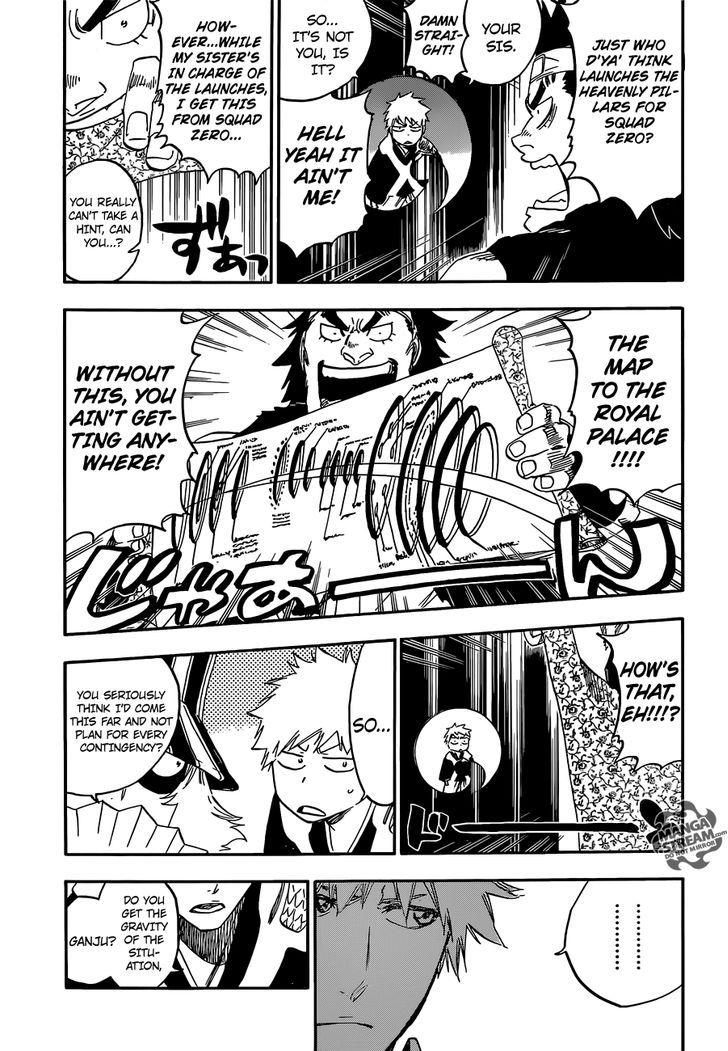 JUST WHO
D'YA' THINK
LAUNCHES THE
HEAVENLY PIL-
LARS FOR
SQUAD
ZERO?
YOUR
SIS.
DAMN
STRAI-
GHT!
SO...
IT'S NOT
YOU, IS
IT?
HELL
YEAH IT
AIN'T
ME!
HOW-
EVER...WHILE
MY SISTER'S
IN CHARGE OF
THE LAUNCHES,
I GET THIS
FROM SQUAD
ZERO...
YOU REALLY
CAN'T TAKE A
HINT, CAN
YOU...?
ずあっ
THE
MAP
TO THE
ROYAL
PALACE
!!!!
WITHOUT
THIS, YOU
AIN'T GET-
TING ANY-
WHERE!
じゃあーーん
HOW'S
THAT,
EH!!!?
ド
SO...
YOU SERIOUSLY
THINK I'D COME
THIS FAR AND NOT
PLAN FOR EVERY
CONTINGENCY?
MANGA
STREAM.com
DO NOT MIRROR!
............
DO YOU
GET THE
GRAVITY
OF THE
SITU-
ATION,
GANJU?